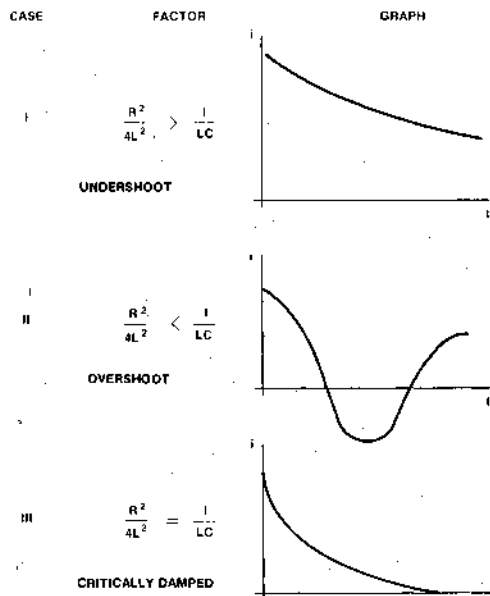 CASE FACTOR GRAPH
i
I R²/4L² > 1/LC
UNDERSHOOT
t
II R²/4L² < 1/LC
OVERSHOOT
t
i
III R²/4L² = 1/LC
CRITICALLY DAMPED